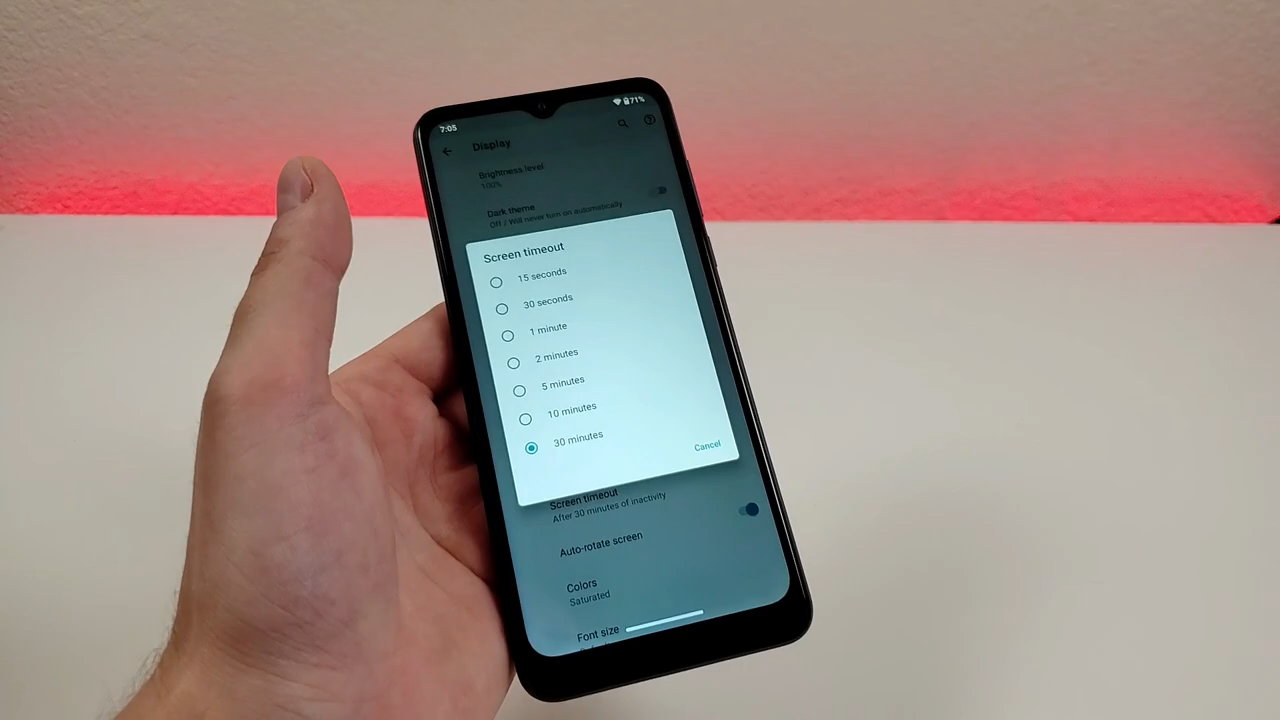 7:05
71%
Display
Brightness level
100%
Dark theme
Off / Will never turn on automatically
Screen timeout
15 seconds
30 seconds
1 minute
2 minutes
5 minutes
10 minutes
30 minutes
Cancel
Screen timeout
After 30 minutes of inactivity
Auto-rotate screen
Colors
Saturated
Font size